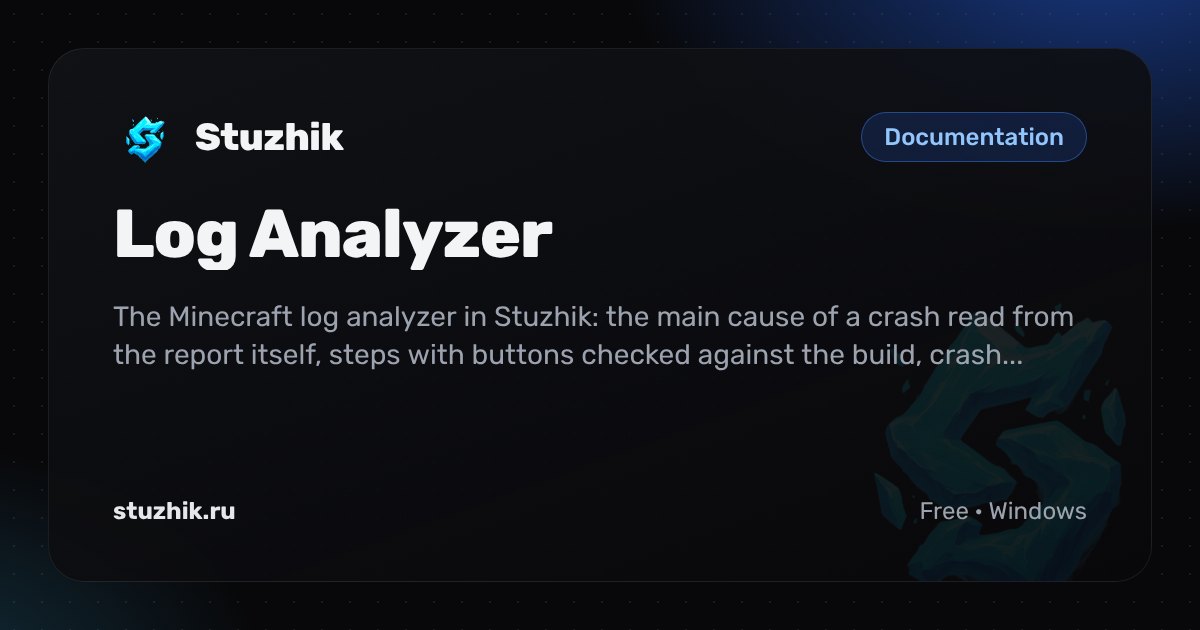 Stuzhik
Documentation
Log Analyzer
The Minecraft log analyzer in Stuzhik: the main cause of a crash read from
the report itself, steps with buttons checked against the build, crash...
stuzhik.ru
Free • Windows